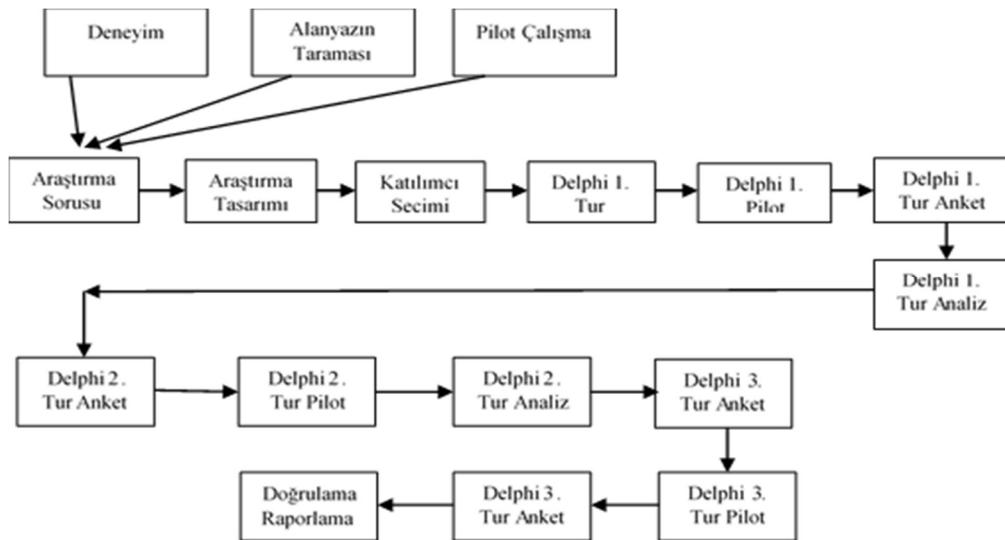 Deneyim
Alanyazın
Taraması
Pilot Çalışma
Araştırma
Sorusu
Araştırma
Tasarımı
Katılımcı
Secimi
Delphi 1.
Tur
Delphi 1.
Pilot
Delphi 1.
Tur Anket
Delphi 1.
Tur Analiz
Delphi 2.
Tur Anket
Delphi 2.
Tur Pilot
Delphi 2.
Tur Analiz
Delphi 3.
Tur Anket
Doğrulama
Raporlama
Delphi 3.
Tur Anket
Delphi 3.
Tur Pilot